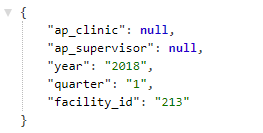 {
"ap_clinic": null,
"ap_supervisor": null,
"year": "2018",
"quarter": "1",
"facility_id": "213"
}